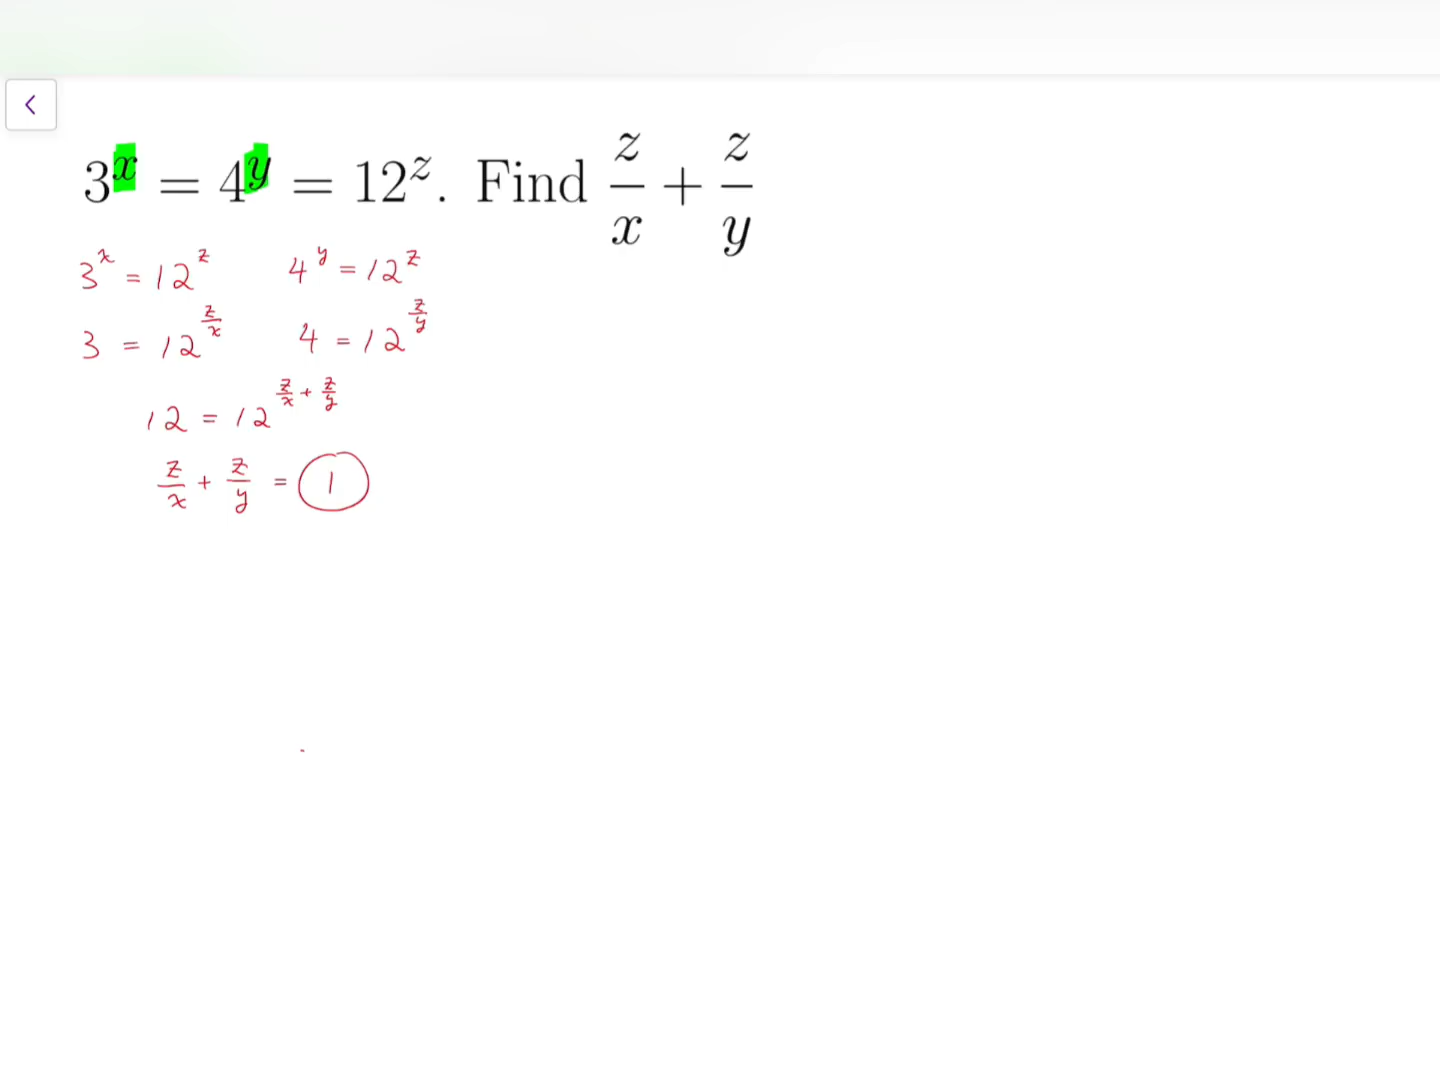 3^x = 4^y = 12^z. Find z/x + z/y
3^x = 12^z    4^y = 12^z
3 = 12^(z/x)    4 = 12^(z/y)
12 = 12^(z/x + z/y)
z/x + z/y = 1